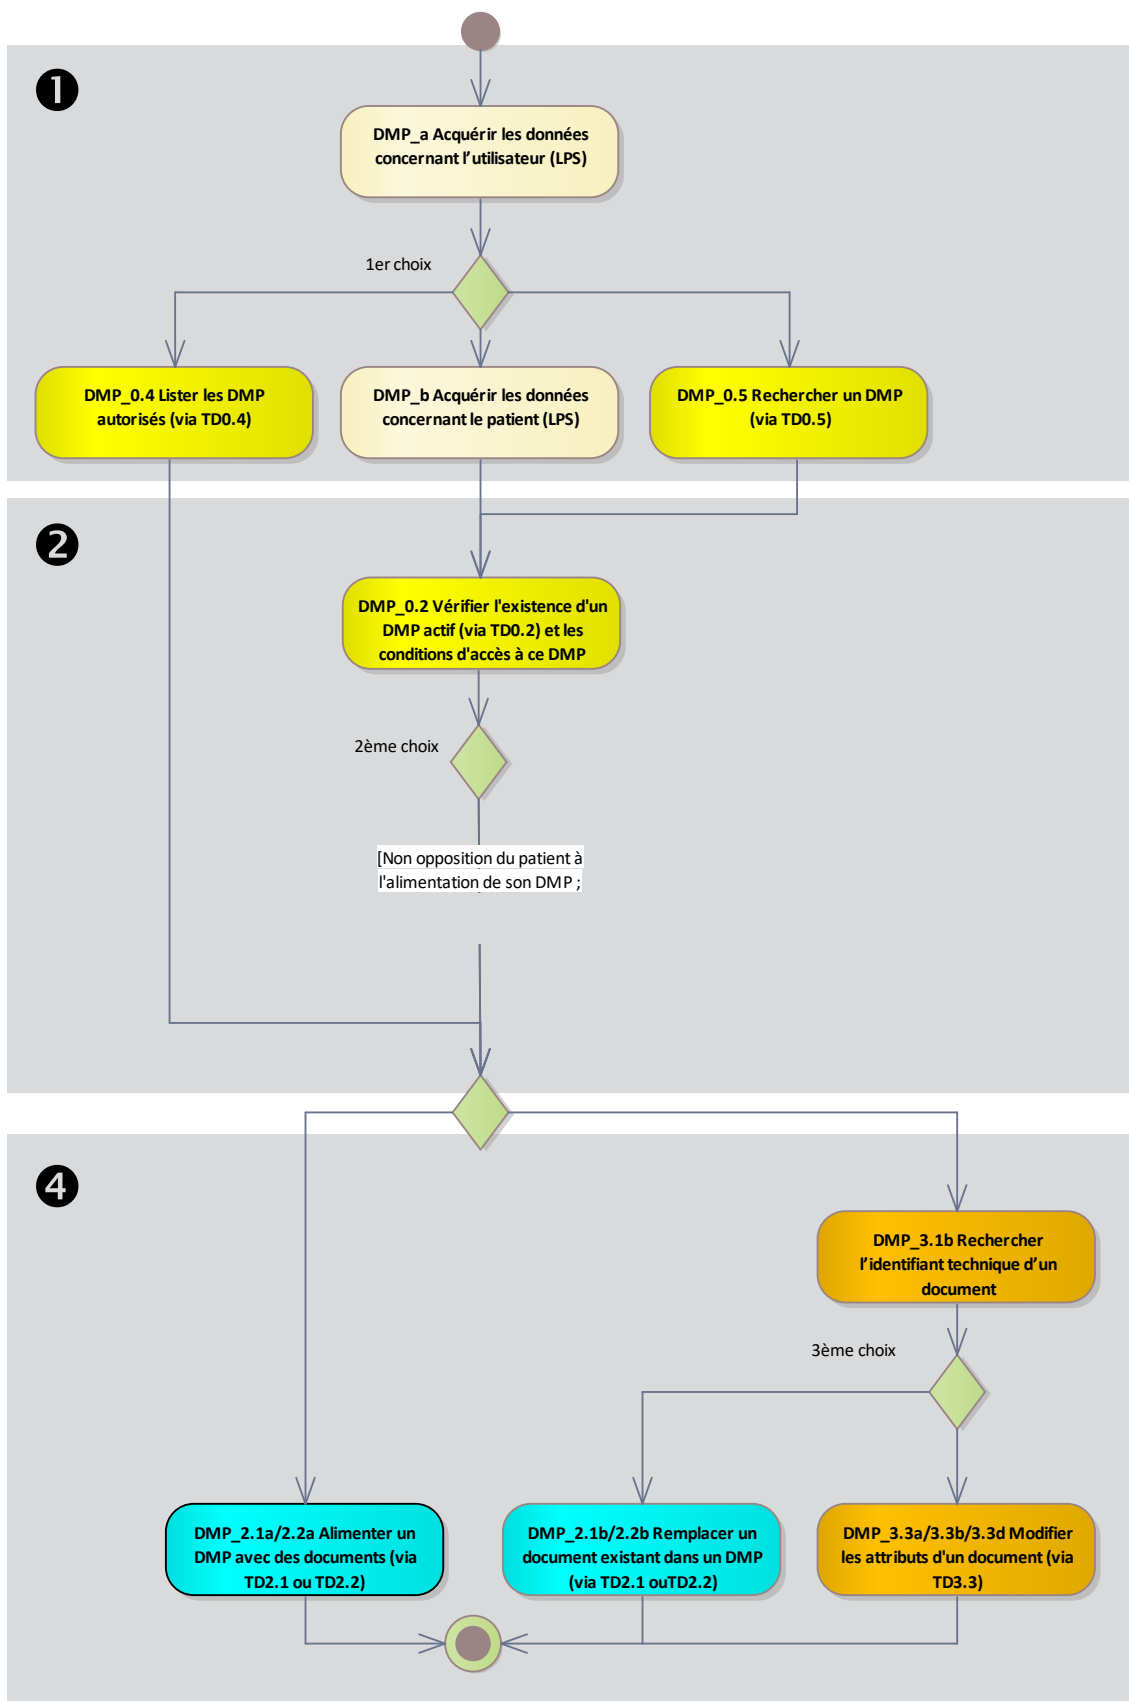 1
DMP_a Acquérir les données
concernant l’utilisateur (LPS)
1er choix
DMP_0.4 Lister les DMP
autorisés (via TD0.4)
DMP_b Acquérir les données
concernant le patient (LPS)
DMP_0.5 Rechercher un DMP
(via TD0.5)
2
DMP_0.2 Vérifier l'existence d'un
DMP actif (via TD0.2) et les
conditions d'accès à ce DMP
2ème choix
[Non opposition du patient à
l'alimentation de son DMP ;
4
DMP_3.1b Rechercher
l’identifiant technique d’un
document
3ème choix
DMP_2.1a/2.2a Alimenter un
DMP avec des documents (via
TD2.1 ou TD2.2)
DMP_2.1b/2.2b Remplacer un
document existant dans un DMP
(via TD2.1 ouTD2.2)
DMP_3.3a/3.3b/3.3d Modifier
les attributs d'un document (via
TD3.3)